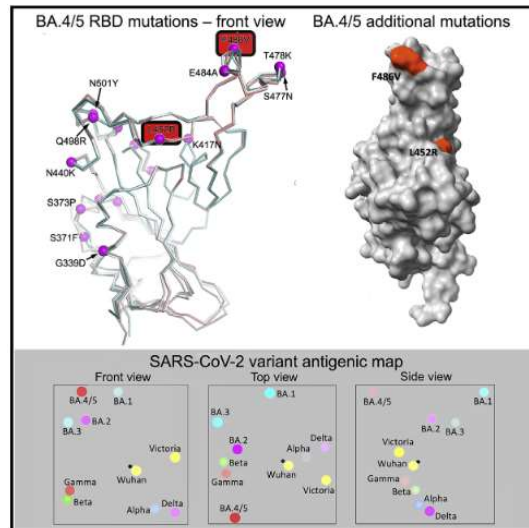 BA.4/5 RBD mutations – front view
BA.4/5 additional mutations
F486V
T478K
E484A
S477N
N501Y
Q498R
K417N
N440K
S373P
S371F
G339D
F486V
L452R
SARS-CoV-2 variant antigenic map
Front view
BA.4/5
BA.1
BA.3
BA.2
Victoria
Wuhan
Gamma
Beta
Alpha
Delta
Top view
BA.1
BA.3
BA.2
Delta
Alpha
Beta
Wuhan
Gamma
Victoria
BA.4/5
Side view
BA.4/5
BA.1
BA.2
BA.3
Victoria
Wuhan
Gamma
Beta
Alpha
Delta